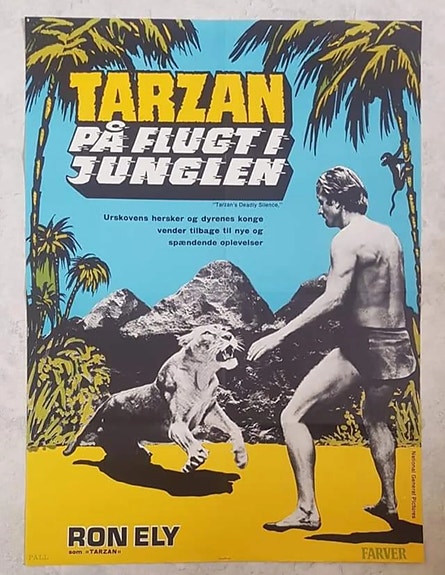 TARZAN
PÅ FLUGT I
JUNGLEN
"Tarzan's Deadly Silence."
Urskovens hersker og dyrenes konge
vender tilbage til nye og
spændende oplevelser
National General Pictures
RON ELY
som »TARZAN«
PALL
FARVER